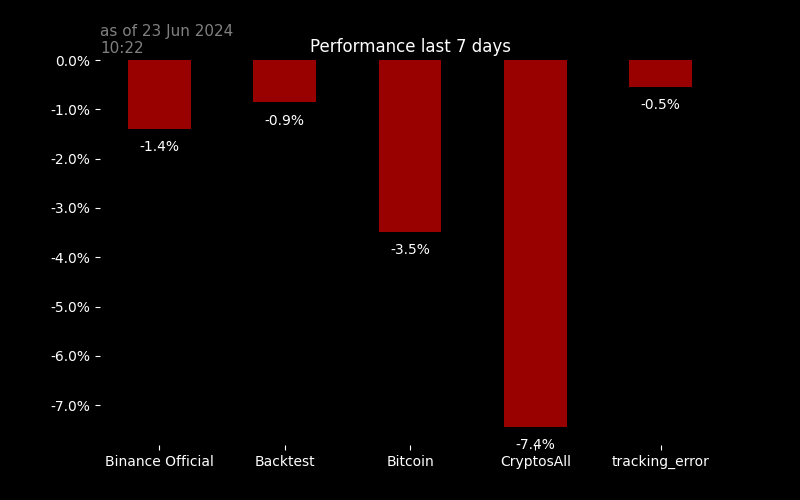 as of 23 Jun 2024
10:22
Performance last 7 days
0.0%
-1.0%
-2.0%
-3.0%
-4.0%
-5.0%
-6.0%
-7.0%
-1.4%
-0.9%
-3.5%
-7.4%
-0.5%
Binance Official
Backtest
Bitcoin
CryptosAll
tracking_error